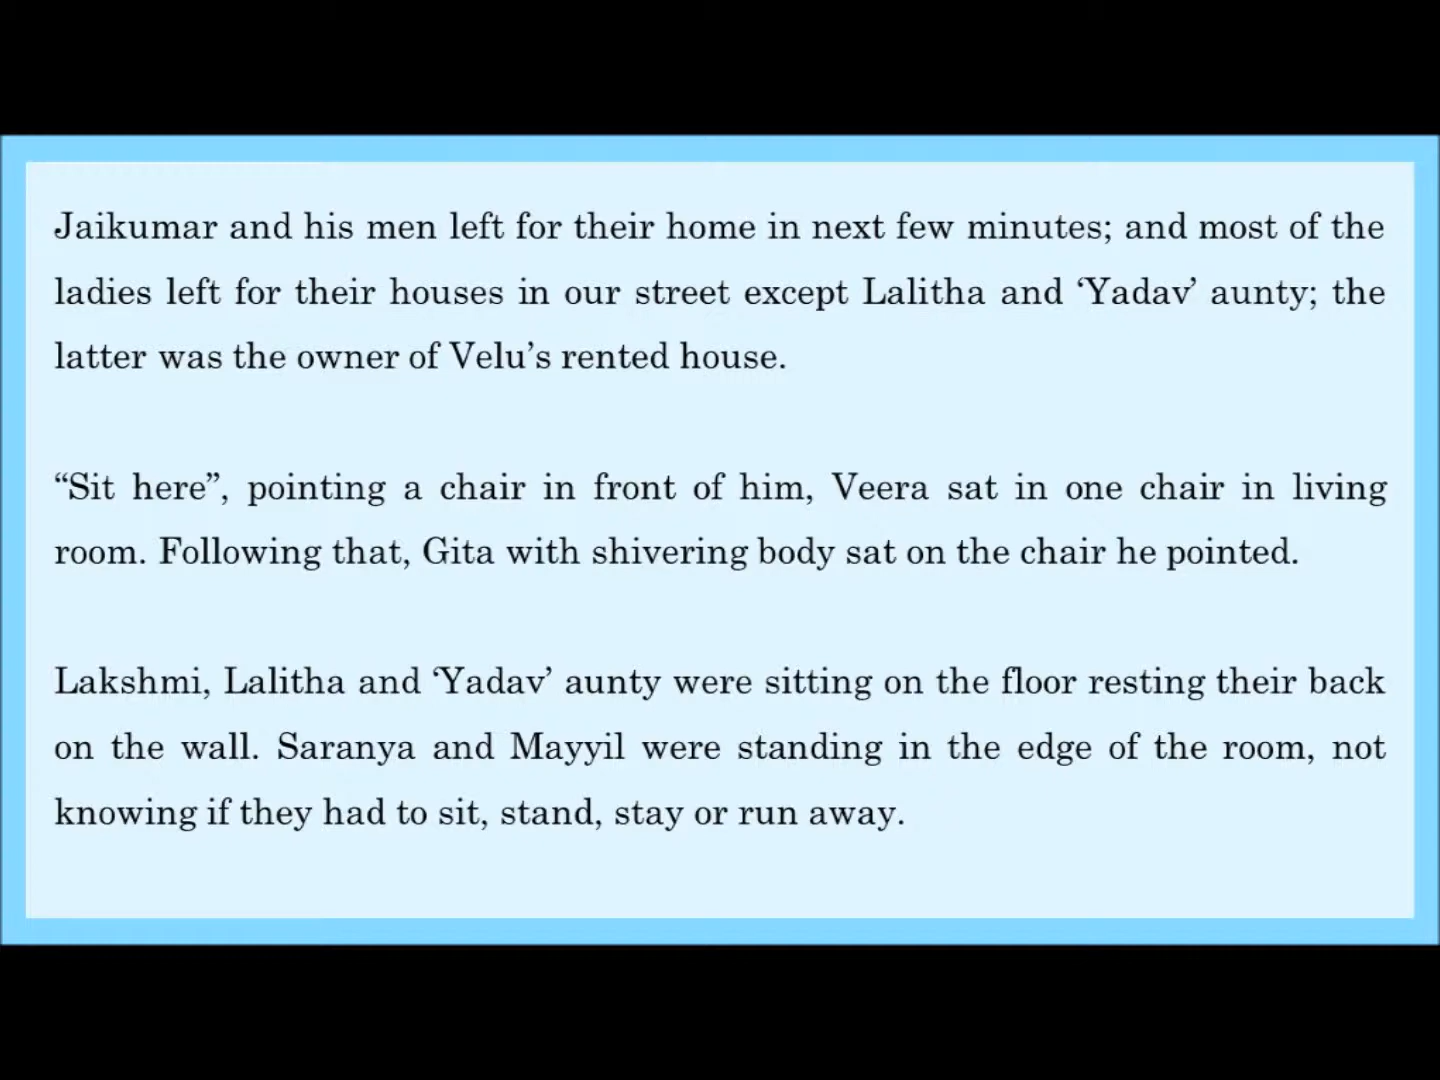 Jaikumar and his men left for their home in next few minutes; and most of the
ladies left for their houses in our street except Lalitha and ‘Yadav’ aunty; the
latter was the owner of Velu’s rented house.
“Sit here”, pointing a chair in front of him, Veera sat in one chair in living
room. Following that, Gita with shivering body sat on the chair he pointed.
Lakshmi, Lalitha and ‘Yadav’ aunty were sitting on the floor resting their back
on the wall. Saranya and Mayyil were standing in the edge of the room, not
knowing if they had to sit, stand, stay or run away.